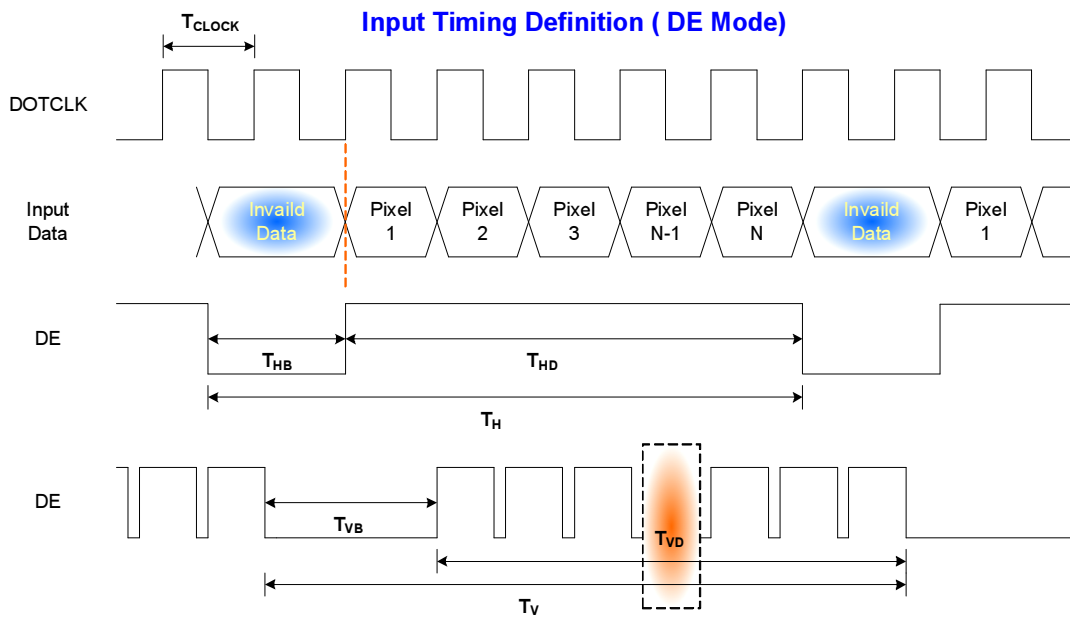 Input Timing Definition ( DE Mode)
TCLOCK
DOTCLK
Input
Data
Invaild
Data
Pixel
1
Pixel
2
Pixel
3
Pixel
N-1
Pixel
N
Invaild
Data
Pixel
1
DE
THB
THD
TH
DE
TVB
TVD
TV